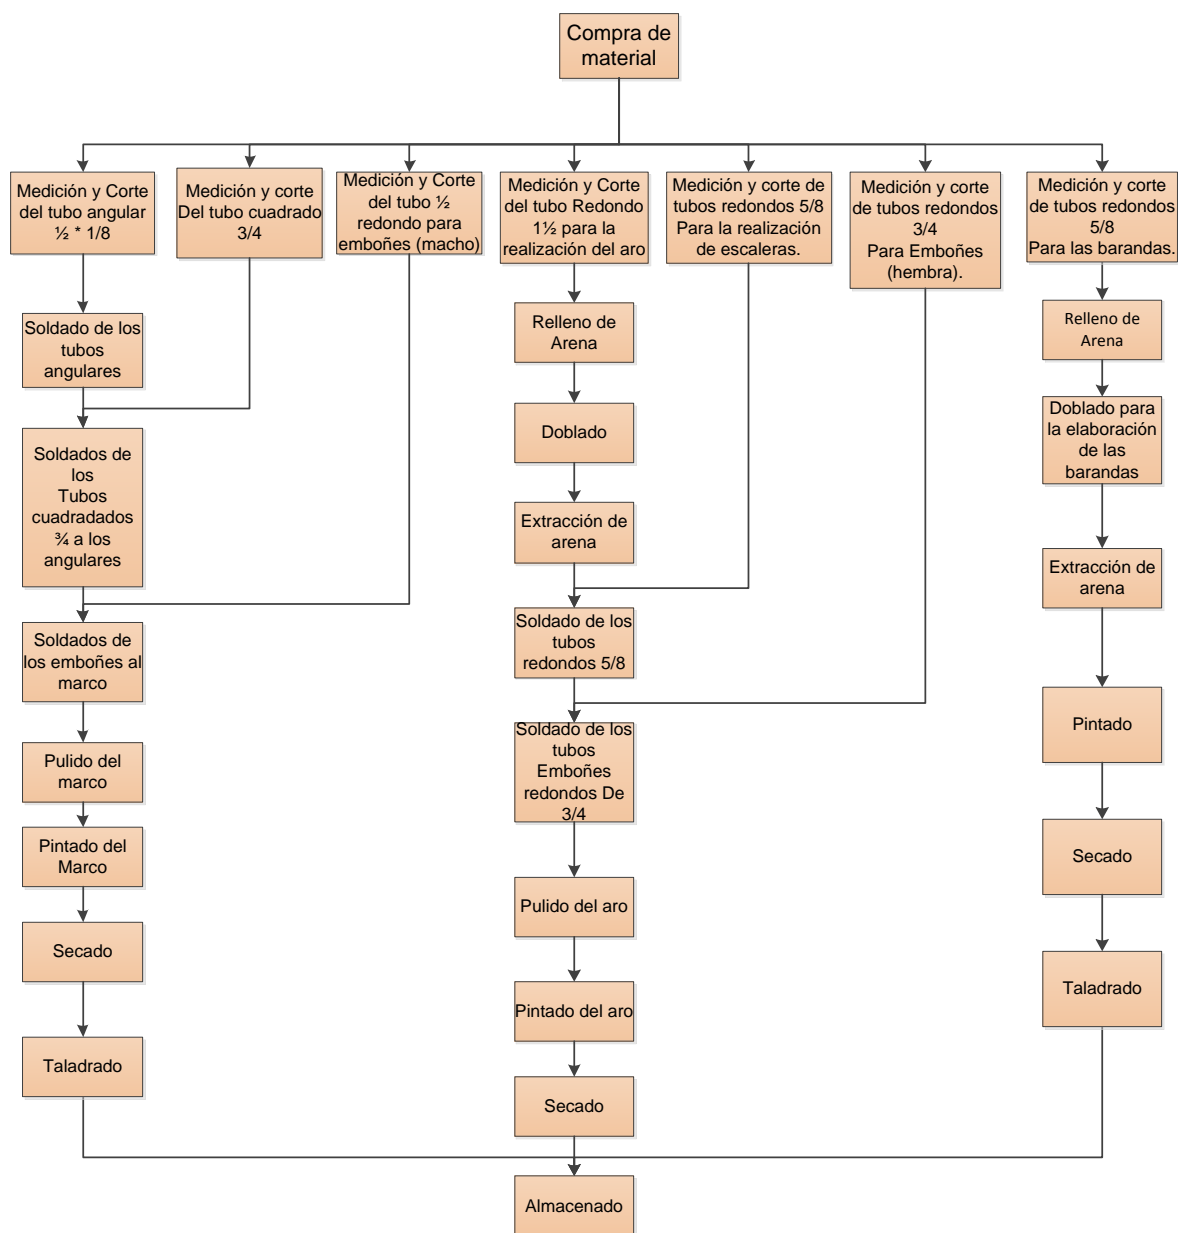 Compra de
material
Medición y Corte
del tubo angular
½ * 1/8
Medición y corte
Del tubo cuadrado
3/4
Medición y Corte
del tubo ½
redondo para
emboñes (macho)
Medición y Corte
del tubo Redondo
1½ para la
realización del aro
Medición y corte de
tubos redondos 5/8
Para la realización
de escaleras.
Medición y corte
de tubos redondos
3/4
Para Emboñes
(hembra).
Medición y corte
de tubos redondos
5/8
Para las barandas.
Soldado de los
tubos
angulares
Soldados de
los
Tubos
cuadradados
¾ a los
angulares
Soldados de
los emboñes al
marco
Pulido del
marco
Pintado del
Marco
Secado
Taladrado
Relleno de
Arena
Doblado
Extracción de
arena
Soldado de los
tubos
redondos 5/8
Soldado de los
tubos
Emboñes
redondos De
3/4
Pulido del aro
Pintado del aro
Secado
Relleno de
Arena
Doblado para
la elaboración
de las
barandas
Extracción de
arena
Pintado
Secado
Taladrado
Almacenado